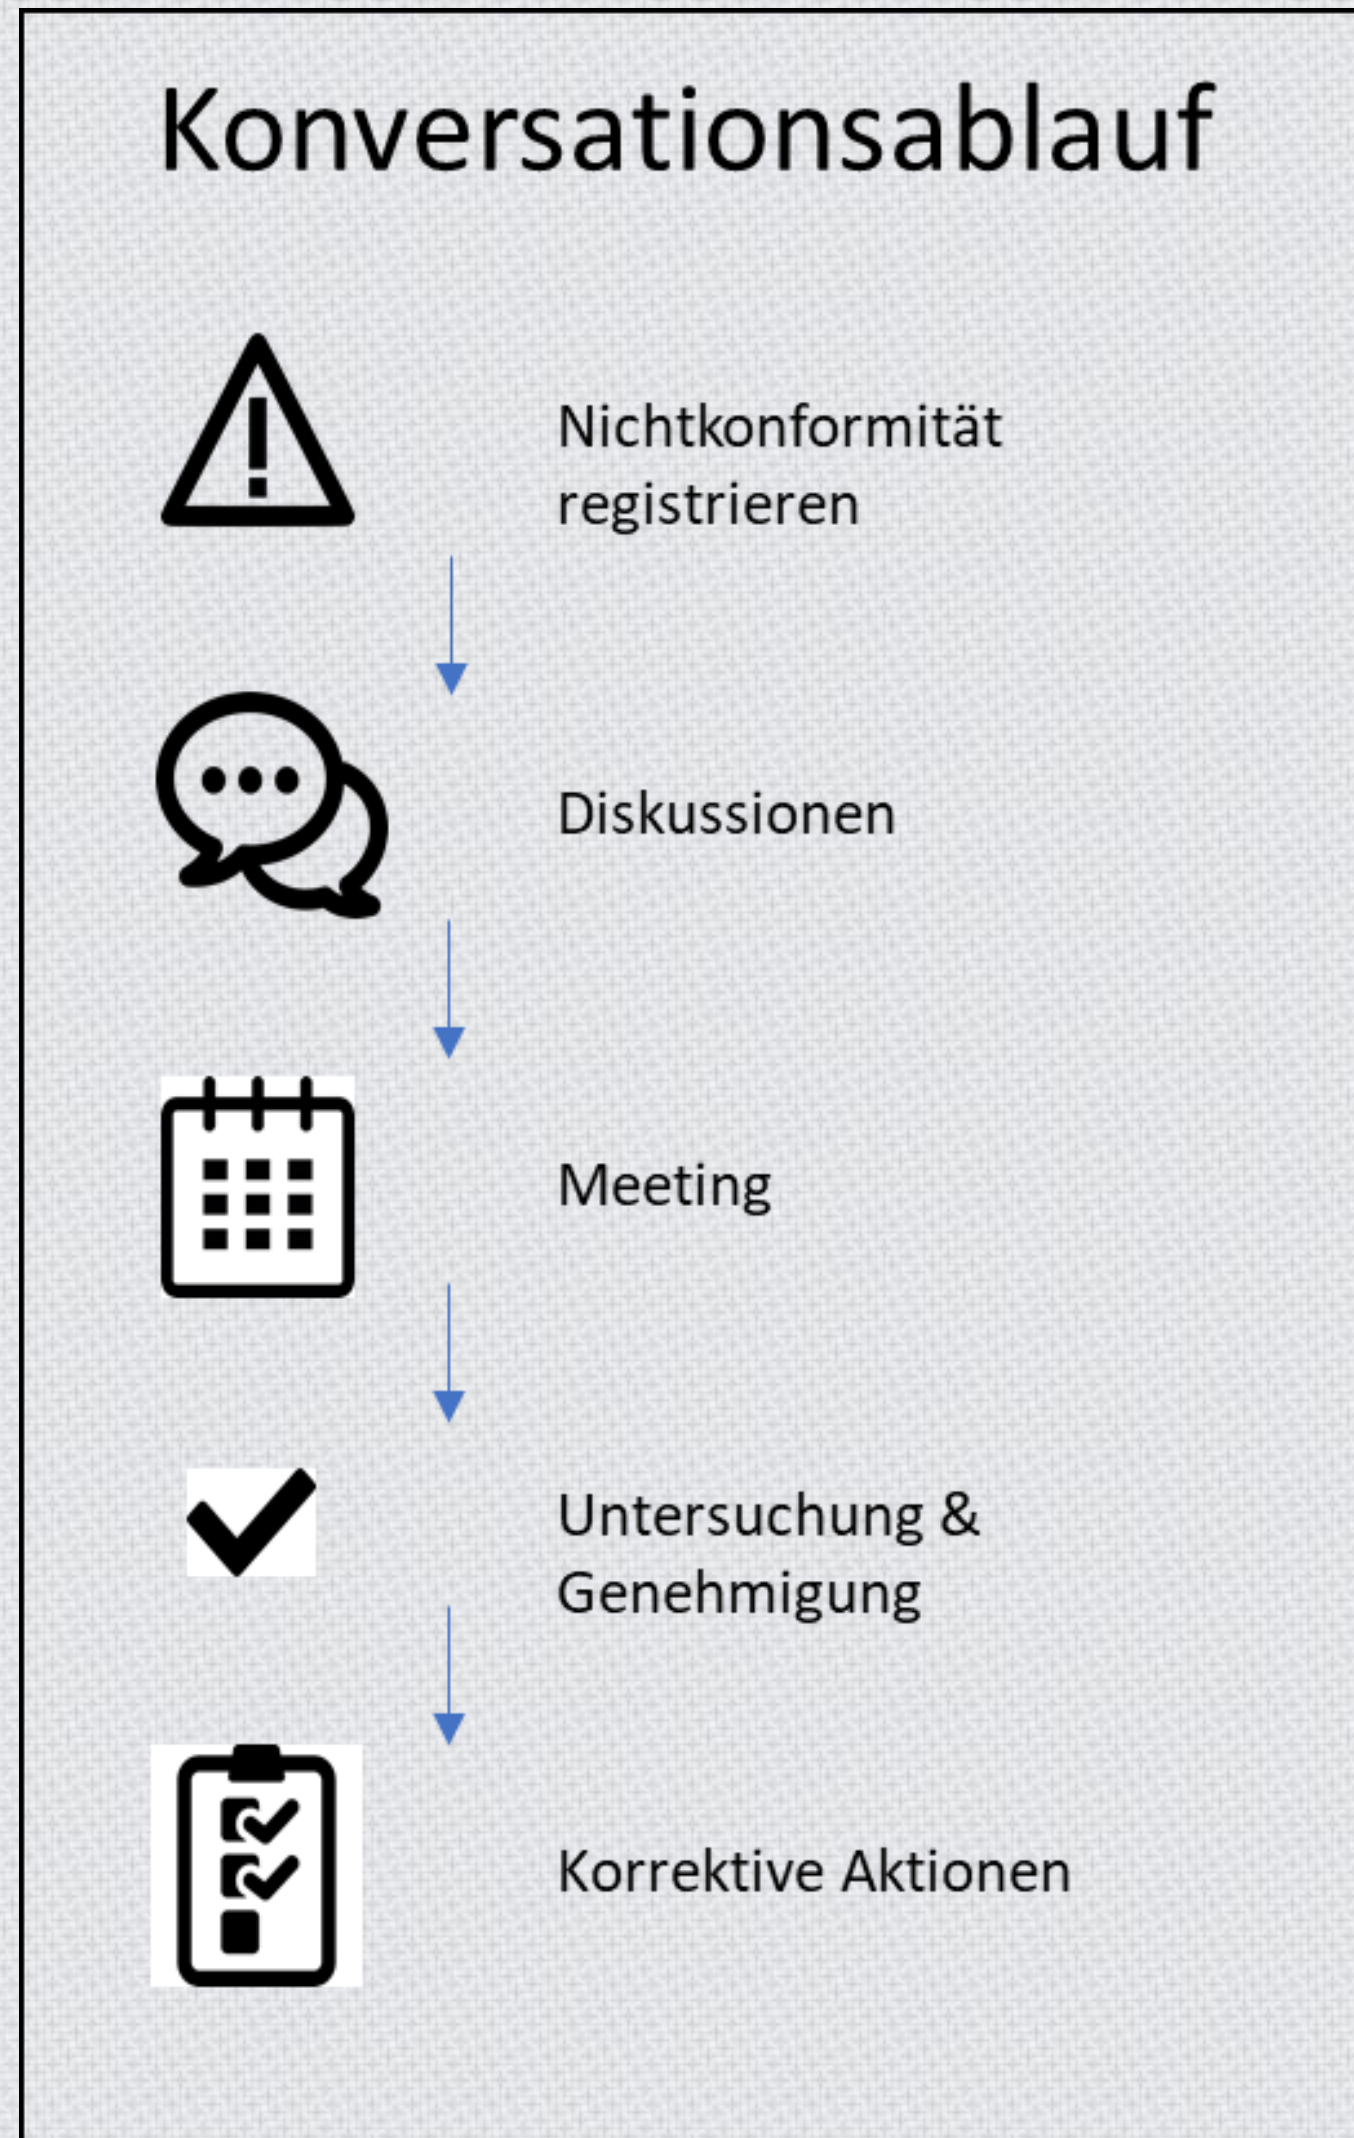 Konversationsablauf
Nichtkonformität
registrieren
Diskussionen
Meeting
Untersuchung &
Genehmigung
Korrektive Aktionen